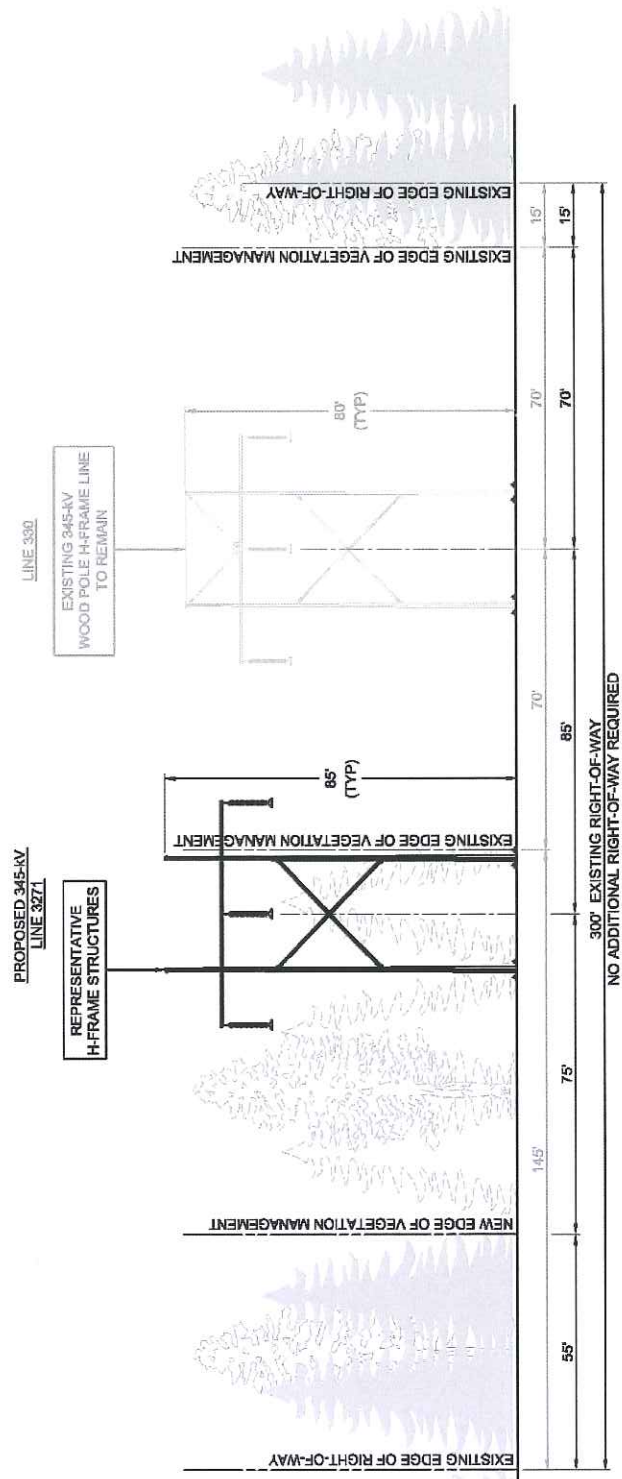 PROPOSED 345-kV
LINE 3271
REPRESENTATIVE
H-FRAME STRUCTURES
LINE 330
EXISTING 345-kV
WOOD POLE H-FRAME LINE
TO REMAIN
EXISTING EDGE OF RIGHT-OF-WAY
NEW EDGE OF VEGETATION MANAGEMENT
EXISTING EDGE OF VEGETATION MANAGEMENT
85'
(TYP)
80'
(TYP)
EXISTING EDGE OF VEGETATION MANAGEMENT
EXISTING EDGE OF RIGHT-OF-WAY
145'
70'
70'
15'
55'
75'
85'
70'
15'
300' EXISTING RIGHT-OF-WAY
NO ADDITIONAL RIGHT-OF-WAY REQUIRED